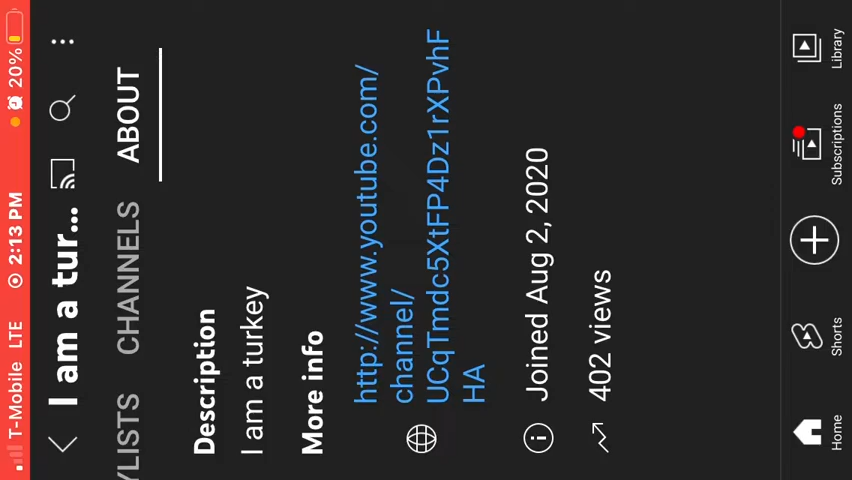 T-Mobile LTE 2:13 PM 20%
I am a tur...
YLISTS CHANNELS ABOUT
Description
I am a turkey
More info
http://www.youtube.com/
channel/
UCqTmdc5XtFP4Dz1rXPvhF
HA
Joined Aug 2, 2020
402 views
Home Shorts Subscriptions Library